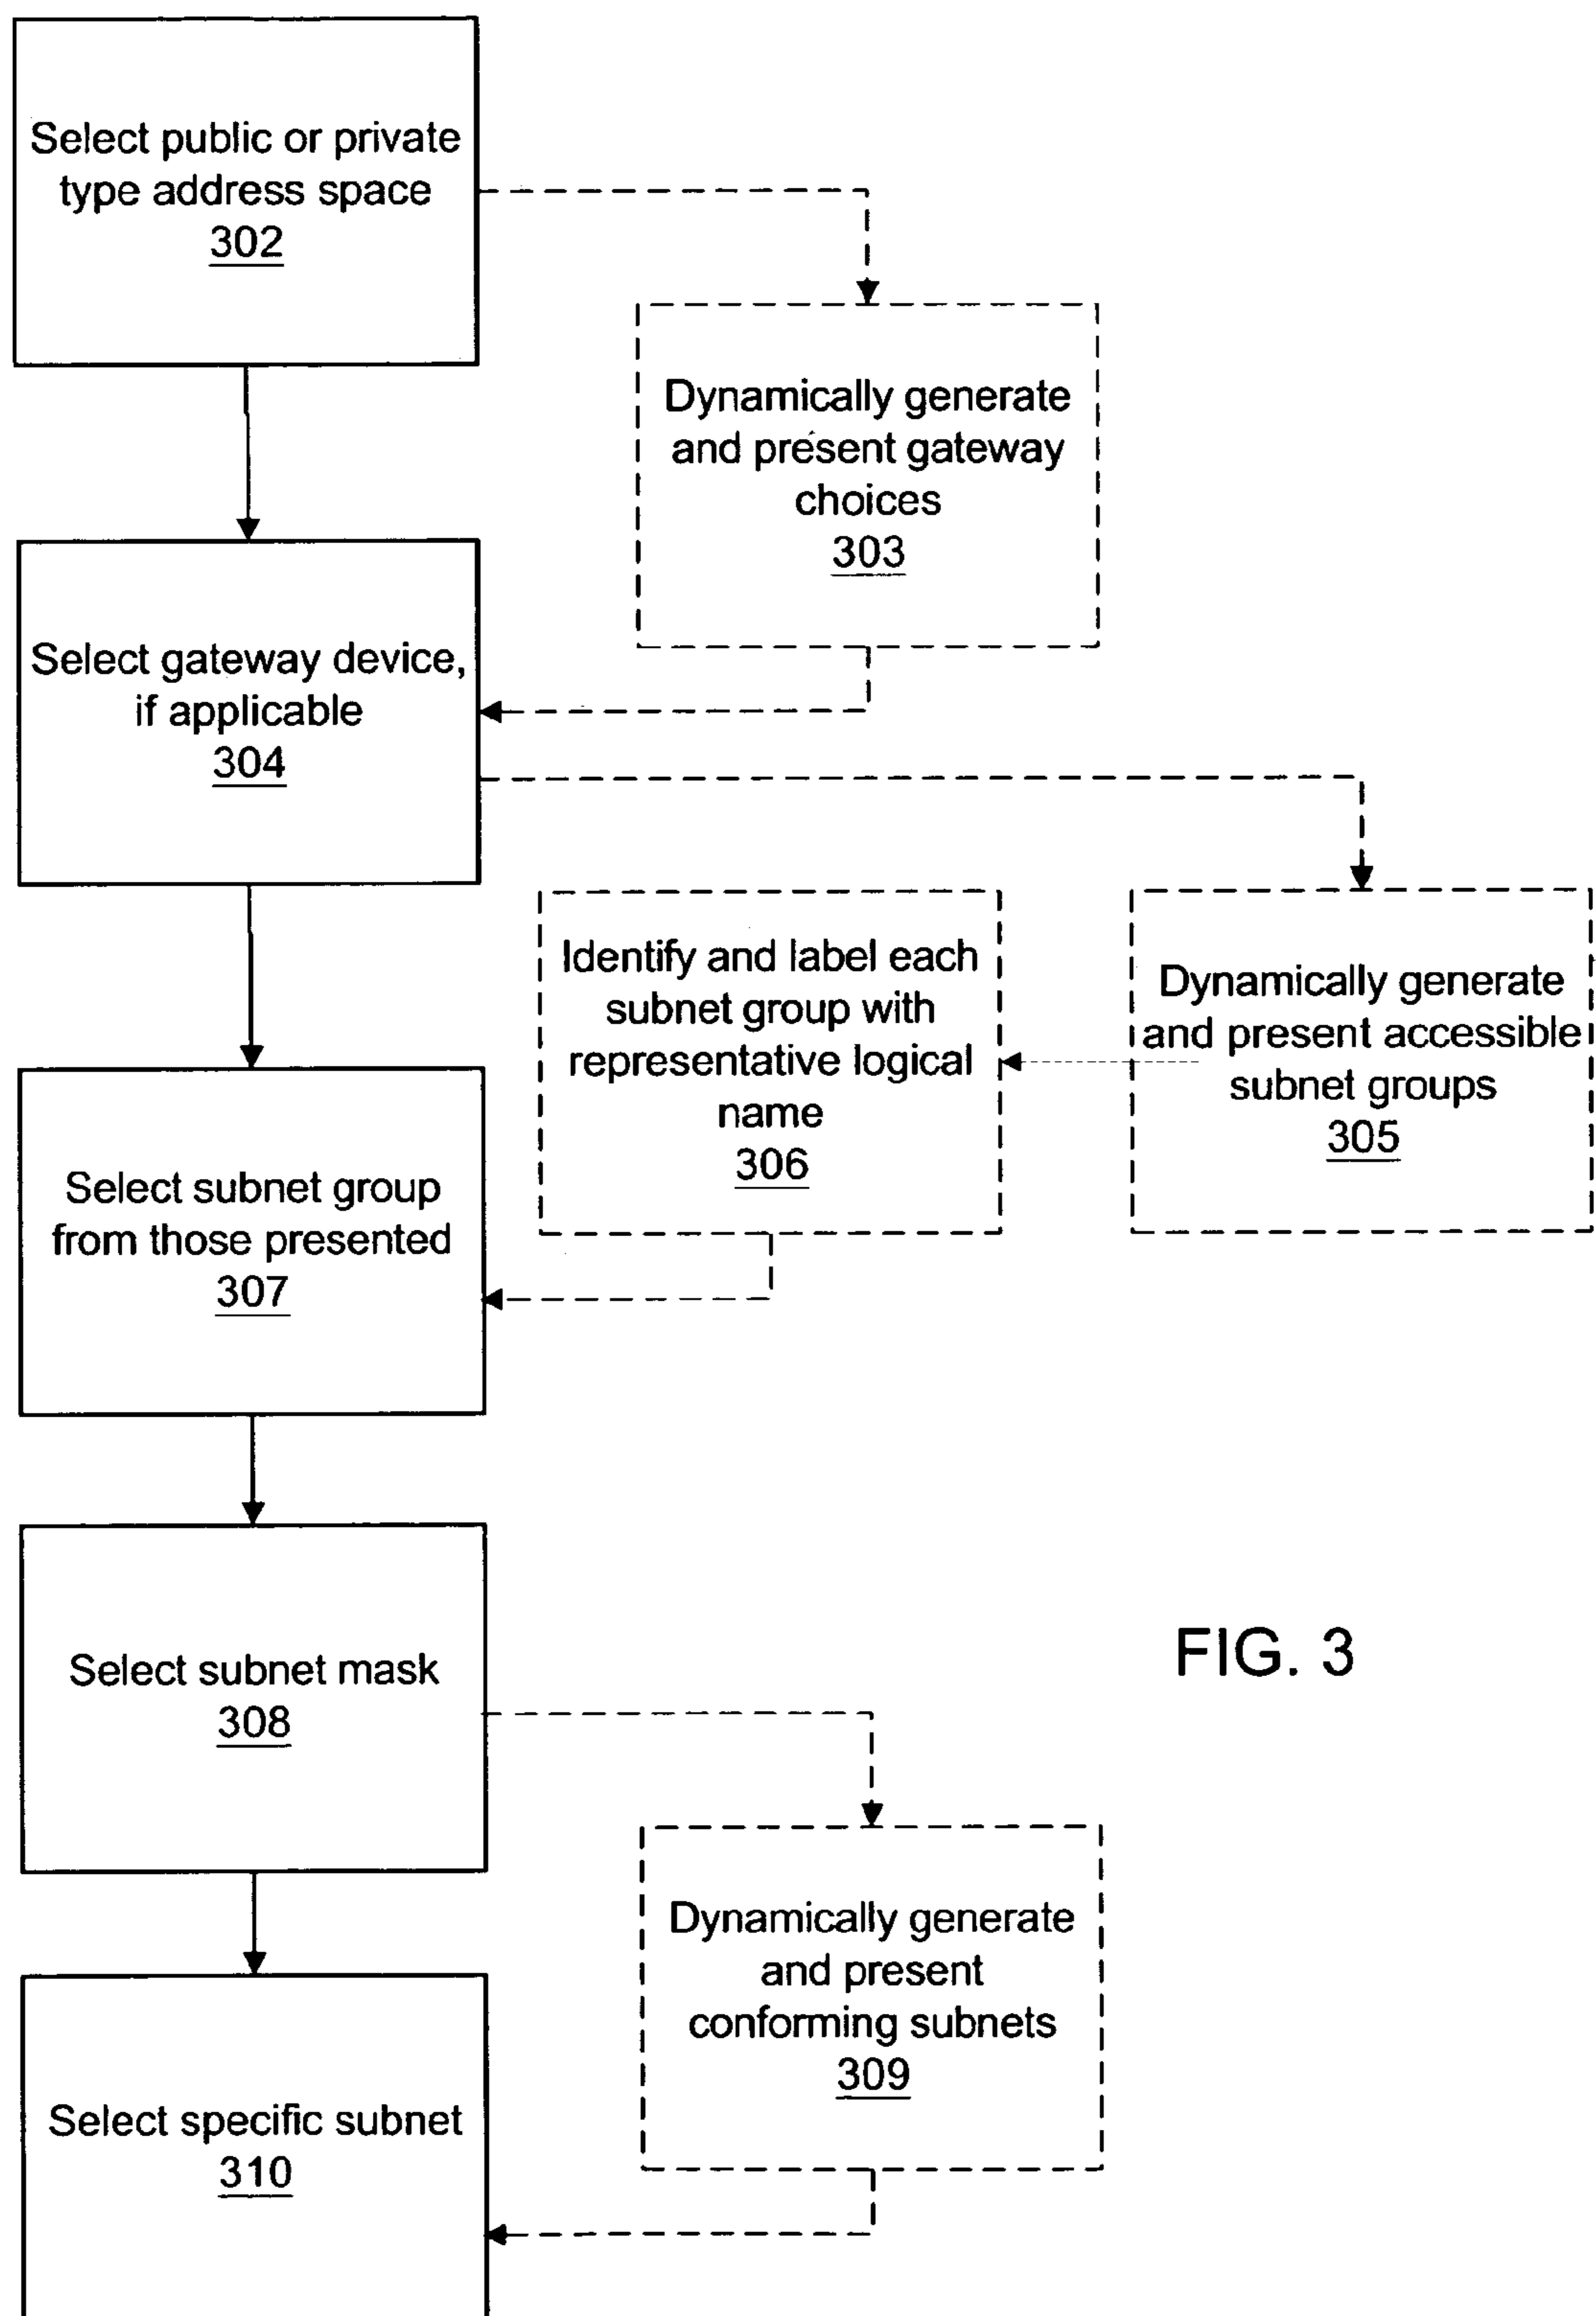 Select public or private
type address space
302
Dynamically generate
and present gateway
choices
303
Select gateway device,
if applicable
304
Identify and label each
subnet group with
representative logical
name
306
Dynamically generate
and present accessible
subnet groups
305
Select subnet group
from those presented
307
Select subnet mask
308
FIG. 3
Dynamically generate
and present
conforming subnets
309
Select specific subnet
310